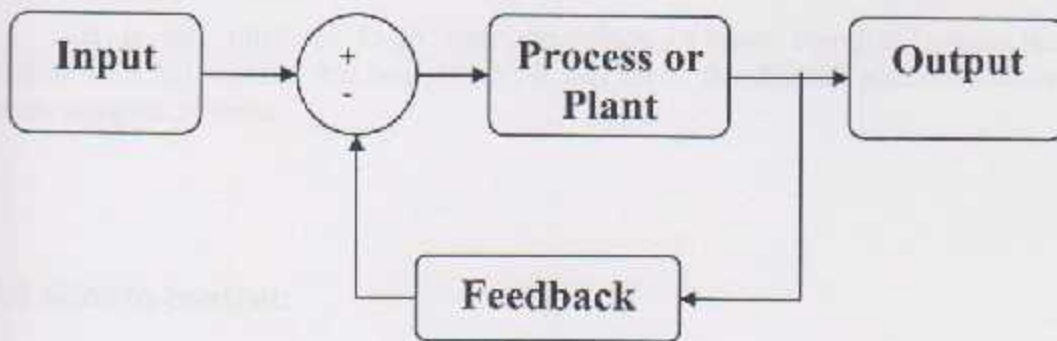 Input
+
-
Process or
Plant
Output
Feedback